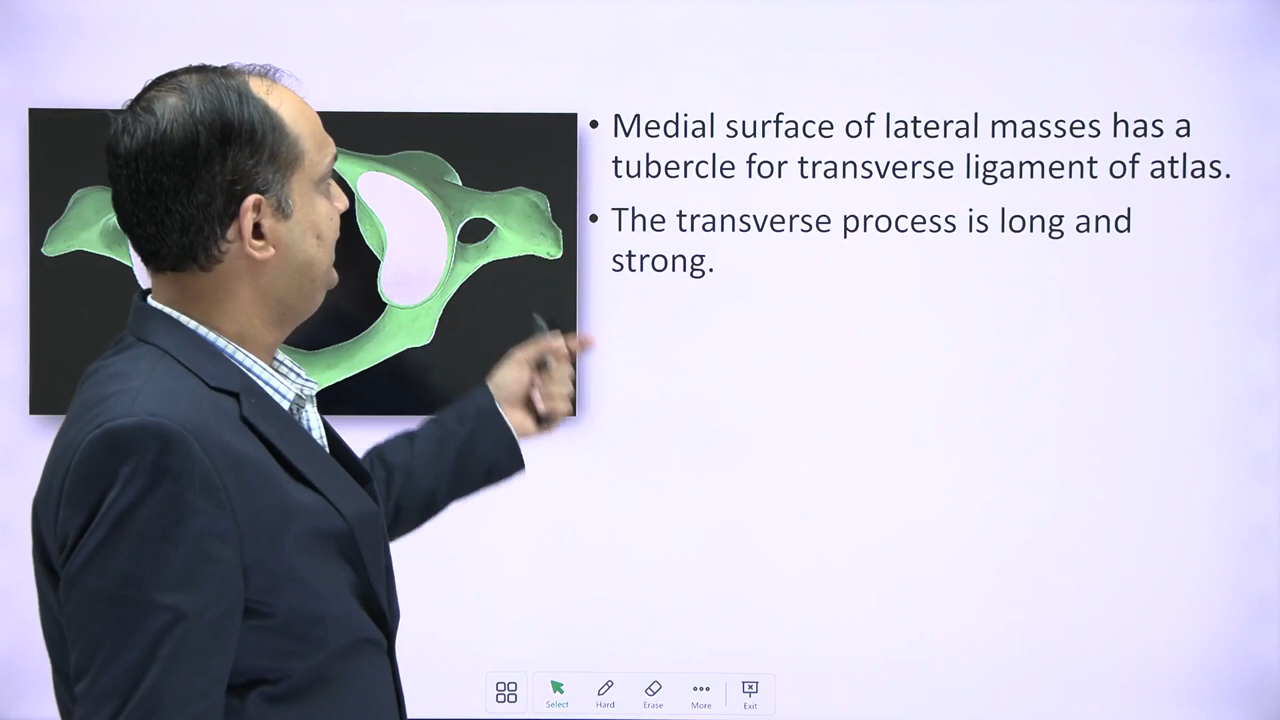 • Medial surface of lateral masses has a
tubercle for transverse ligament of atlas.
• The transverse process is long and
strong.
Select Hard Erase More Exit